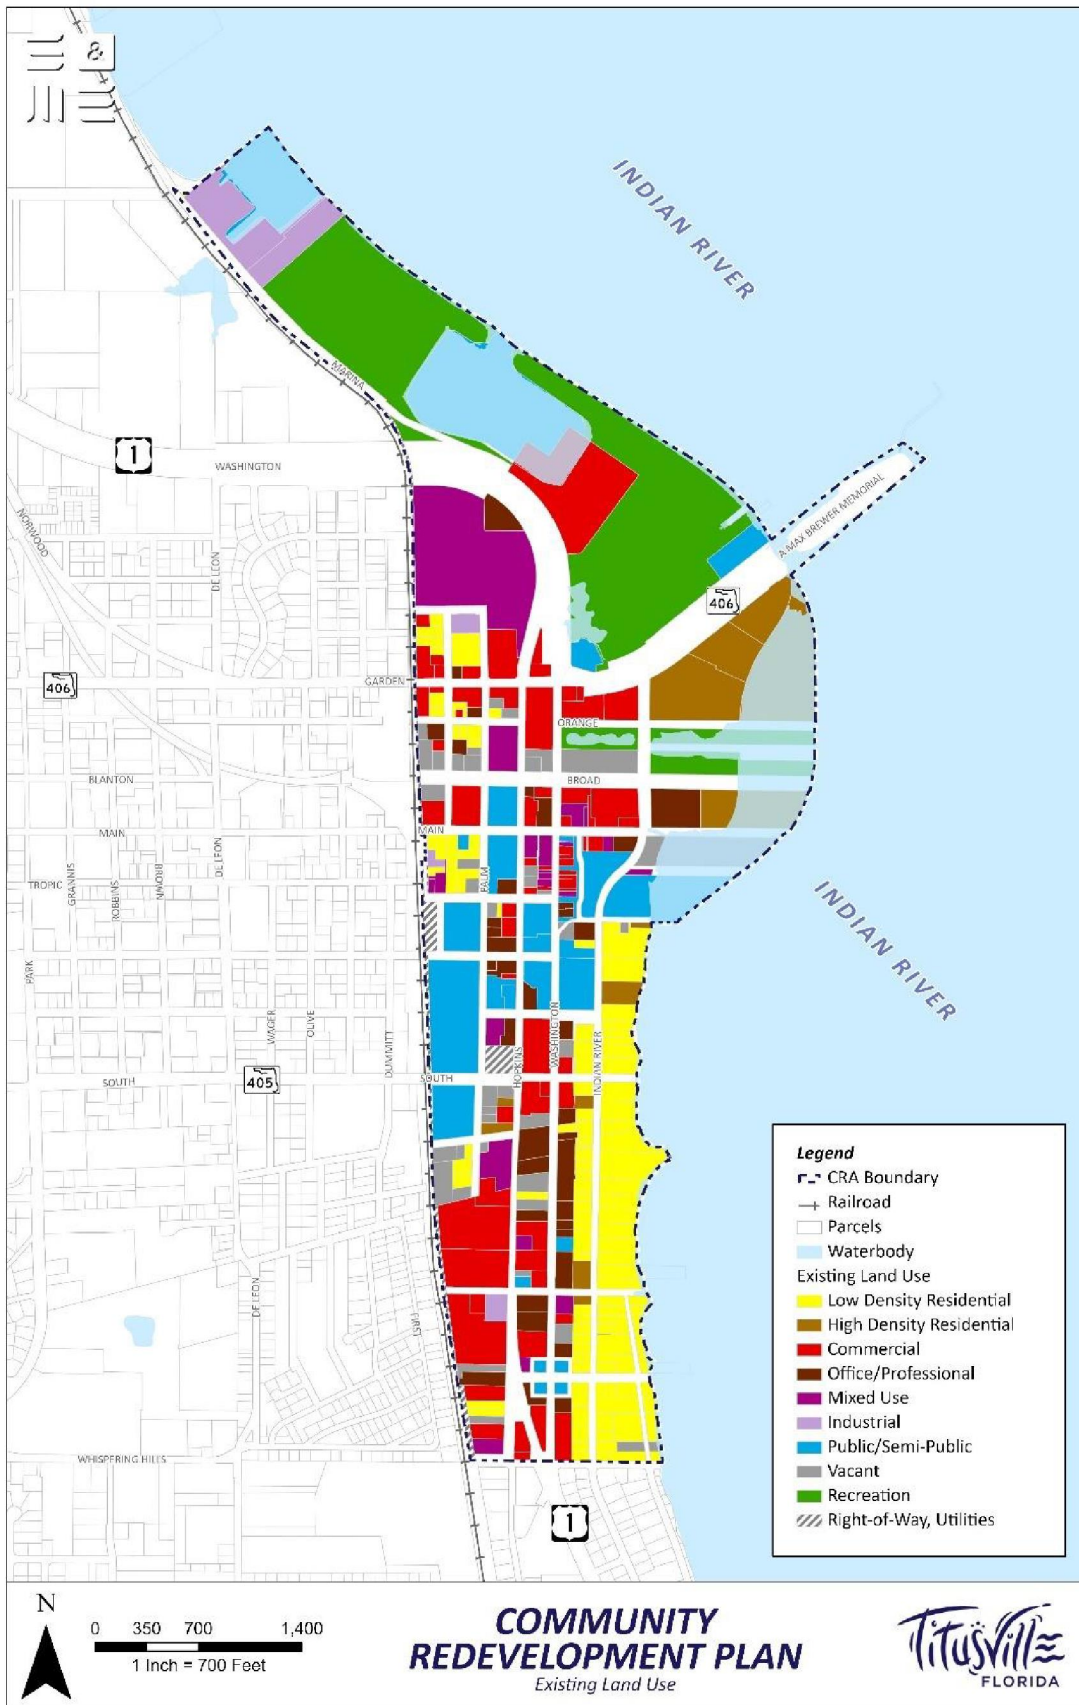 &
INDIAN RIVER
MARINA
1
WASHINGTON
A MAX BREWER MEMORIAL
NORWOOD
DE LEON
406
406
GARDEN
ORANGE
BLANTON
BROAD
MAIN
MAIN
DE LEON
PALM
TROPIC
GRANNIS
ROBBINS
BROWN
INDIAN RIVER
PARK
WAGER
OLIVE
DUMMITT
HOPKINS
WASHINGTON
INDIAN RIVER
SOUTH
405
SOUTH
DE LEON
FIRST
WHISPERING HILLS
1
Legend
CRA Boundary
Railroad
Parcels
Waterbody
Existing Land Use
Low Density Residential
High Density Residential
Commercial
Office/Professional
Mixed Use
Industrial
Public/Semi-Public
Vacant
Recreation
Right-of-Way, Utilities
N
0 350 700 1,400
1 Inch = 700 Feet
COMMUNITY
REDEVELOPMENT PLAN
Existing Land Use
Titusville
FLORIDA